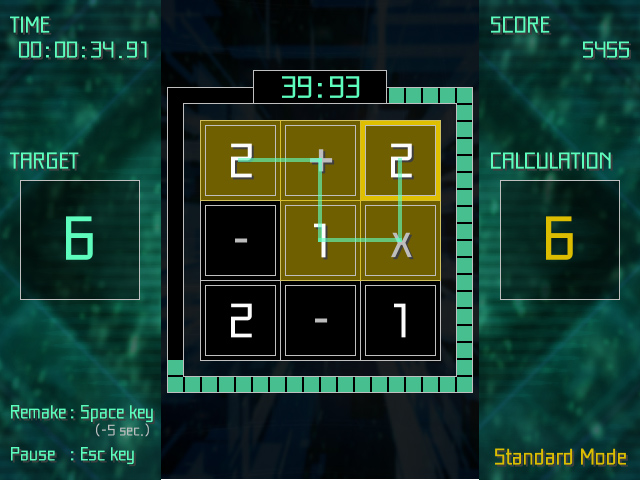 TIME
00:00:34.91
SCORE
5455
39:93
TARGET
6
CALCULATION
6
2 + 2
- 1 x
2 - 1
Remake : Space key
(-5 sec.)
Pause : Esc key
Standard Mode